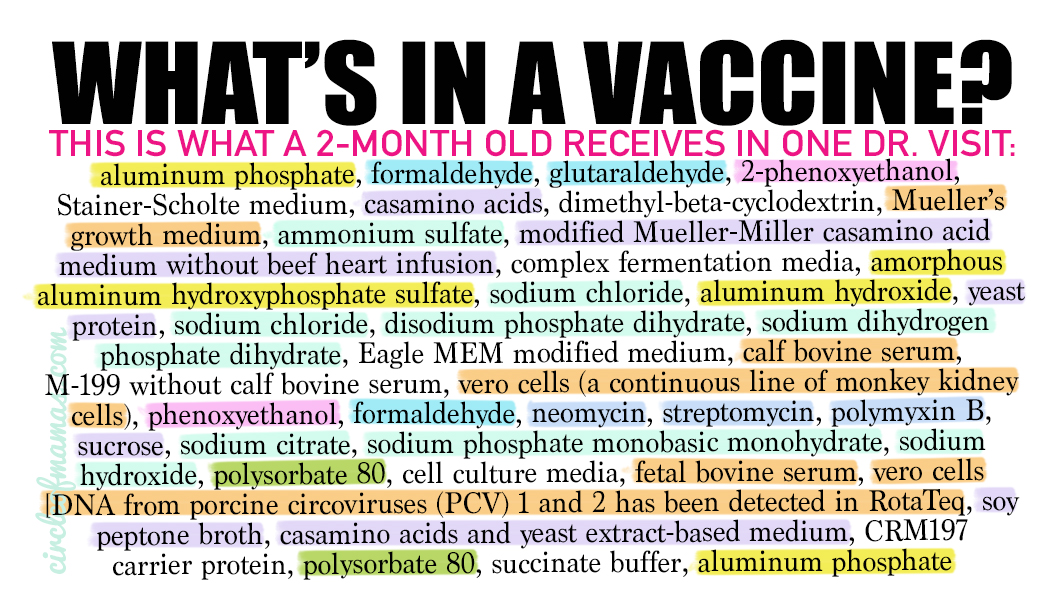 WHAT'S IN A VACCINE?
THIS IS WHAT A 2-MONTH OLD RECEIVES IN ONE DR. VISIT:
aluminum phosphate, formaldehyde, glutaraldehyde, 2-phenoxyethanol,
Stainer-Scholte medium, casamino acids, dimethyl-beta-cyclodextrin, Mueller's
growth medium, ammonium sulfate, modified Mueller-Miller casamino acid
medium without beef heart infusion, complex fermentation media, amorphous
aluminum hydroxyphosphate sulfate, sodium chloride, aluminum hydroxide, yeast
protein, sodium chloride, disodium phosphate dihydrate, sodium dihydrogen
phosphate dihydrate, Eagle MEM modified medium, calf bovine serum,
M-199 without calf bovine serum, vero cells (a continuous line of monkey kidney
cells), phenoxyethanol, formaldehyde, neomycin, streptomycin, polymyxin B,
sucrose, sodium citrate, sodium phosphate monobasic monohydrate, sodium
hydroxide, polysorbate 80, cell culture media, fetal bovine serum, vero cells
[DNA from porcine circoviruses (PCV) 1 and 2 has been detected in RotaTeq, soy
peptone broth, casamino acids and yeast extract-based medium, CRM197
carrier protein, polysorbate 80, succinate buffer, aluminum phosphate
circleofmamas.com